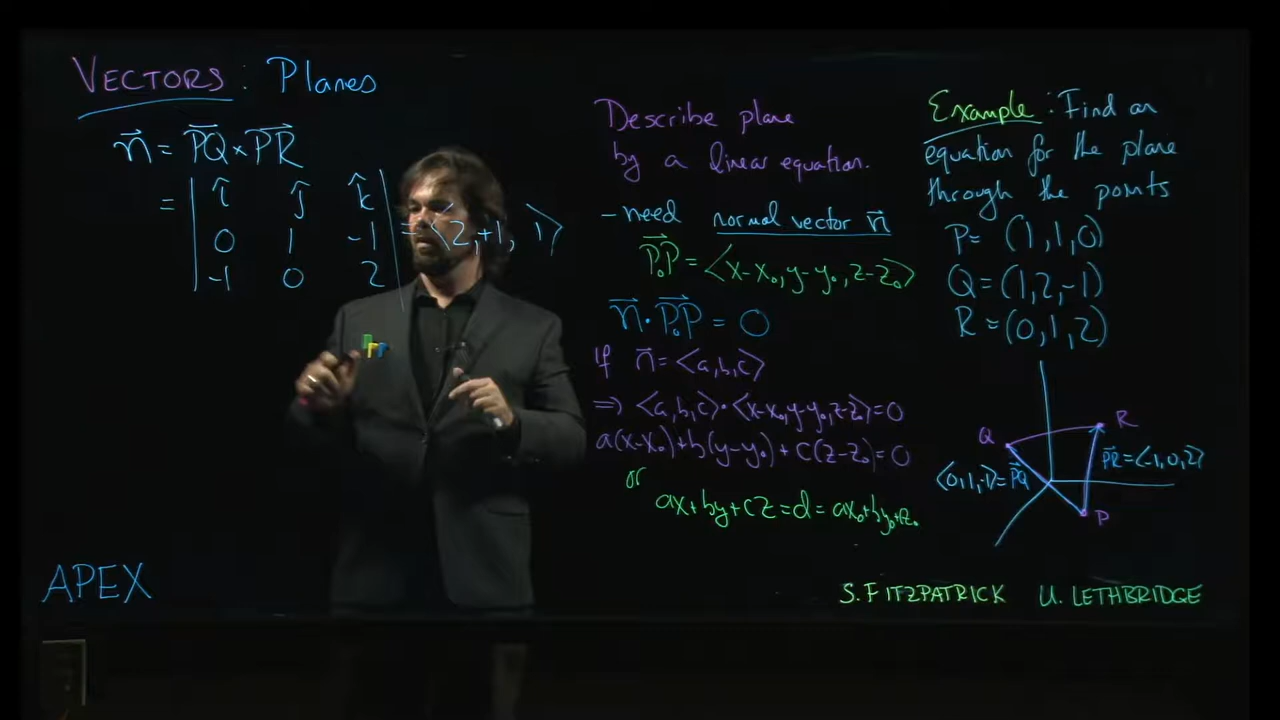 VECTORS: Planes
n⃗ = PQ⃗ × PR⃗
= | î ĵ k̂ |
| 0 1 -1 | = ⟨2, +1, 1⟩
| -1 0 2 |
Describe plane
by a linear equation.
- need normal vector n⃗
P₀P⃗ = ⟨x-x₀, y-y₀, z-z₀⟩
n⃗ · P₀P⃗ = 0
If n⃗ = ⟨a,b,c⟩
⇒ ⟨a,b,c⟩·⟨x-x₀, y-y₀, z-z₀⟩ = 0
a(x-x₀)+b(y-y₀)+c(z-z₀)=0
or
ax+by+cz=d=ax₀+by₀+cz₀
Example: Find an
equation for the plane
through the points
P= (1,1,0)
Q= (1,2,-1)
R= (0,1,2)
R
Q
PR⃗=⟨-1,0,2⟩
⟨0,1,-1⟩=PQ⃗
P
APEX
S. FITZPATRICK U. LETHBRIDGE